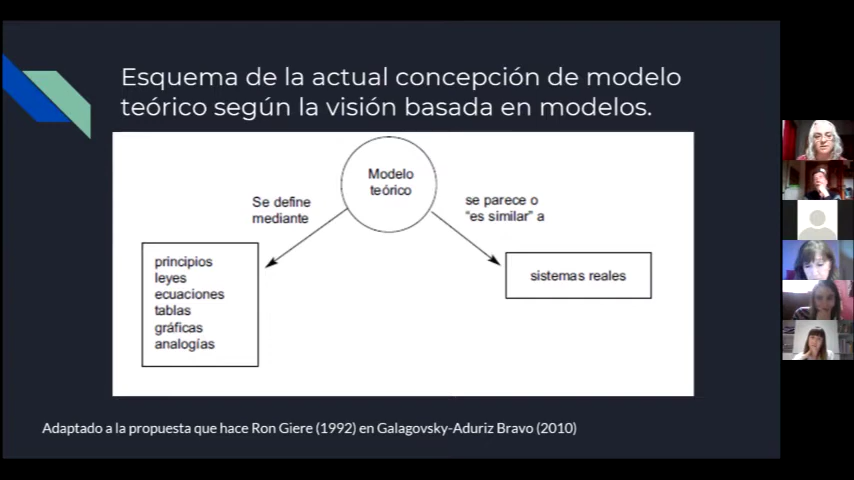 Esquema de la actual concepción de modelo
teórico según la visión basada en modelos.
Modelo
teórico
Se define
mediante
se parece o
“es similar” a
principios
leyes
ecuaciones
tablas
gráficas
analogías
sistemas reales
Adaptado a la propuesta que hace Ron Giere (1992) en Galagovsky-Aduriz Bravo (2010)